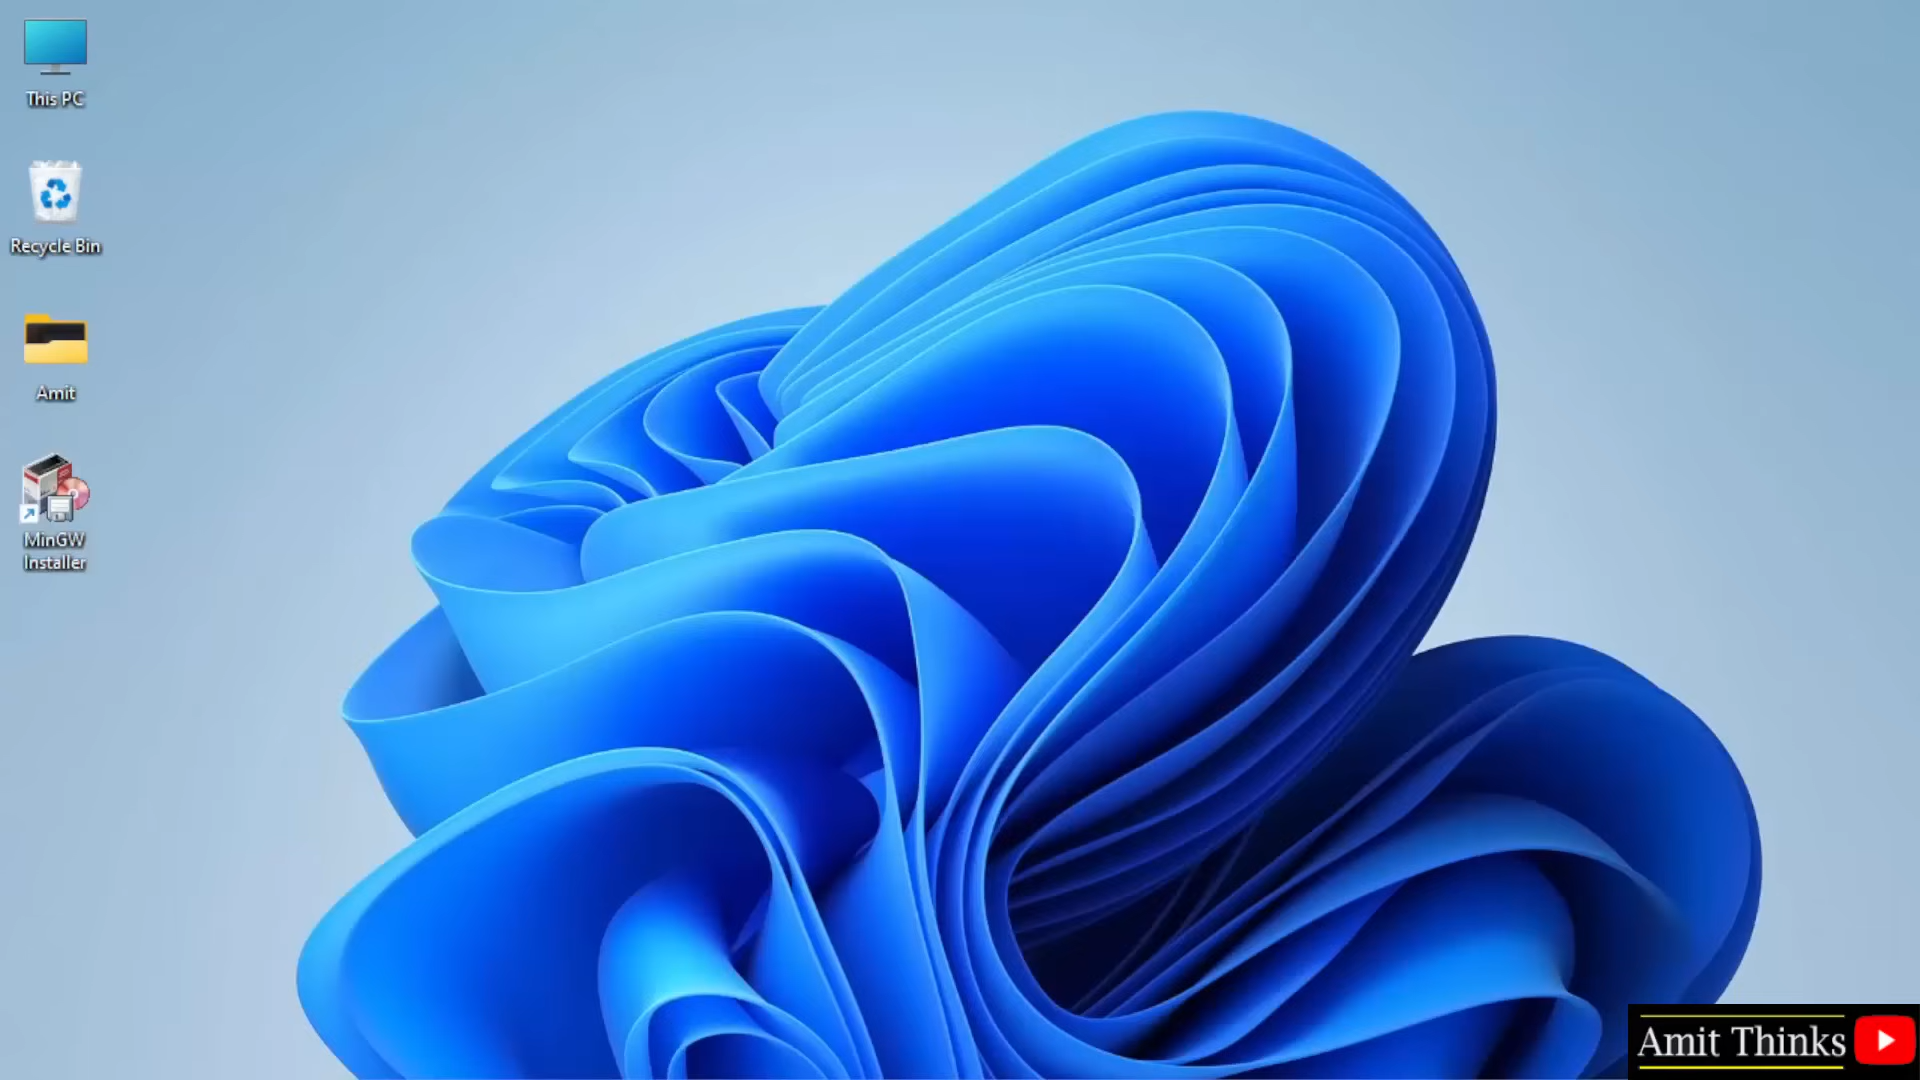 This PC
Recycle Bin
Amit
MinGW
Installer
Amit Thinks